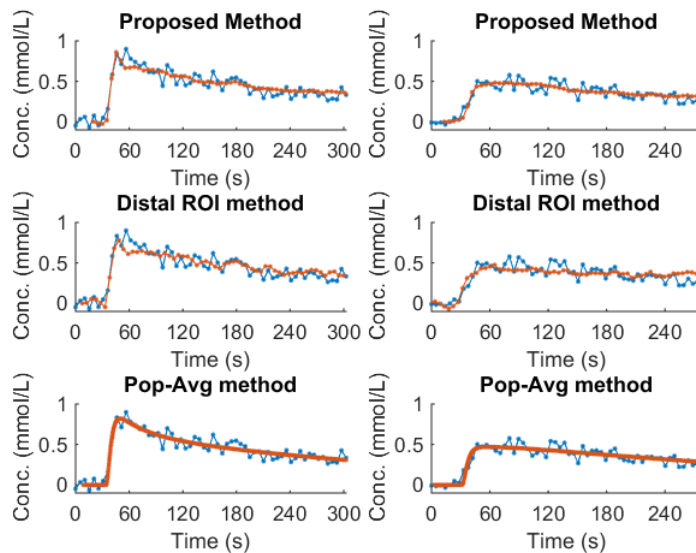 Proposed Method
Conc. (mmol/L)
1
0.5
0
0 60 120 180 240 300
Time (s)
Proposed Method
Conc. (mmol/L)
1
0.5
0
0 60 120 180 240
Time (s)
Distal ROI method
Conc. (mmol/L)
1
0.5
0
0 60 120 180 240 300
Time (s)
Distal ROI method
Conc. (mmol/L)
1
0.5
0
0 60 120 180 240
Time (s)
Pop-Avg method
Conc. (mmol/L)
1
0.5
0
0 60 120 180 240 300
Time (s)
Pop-Avg method
Conc. (mmol/L)
1
0.5
0
0 60 120 180 240
Time (s)